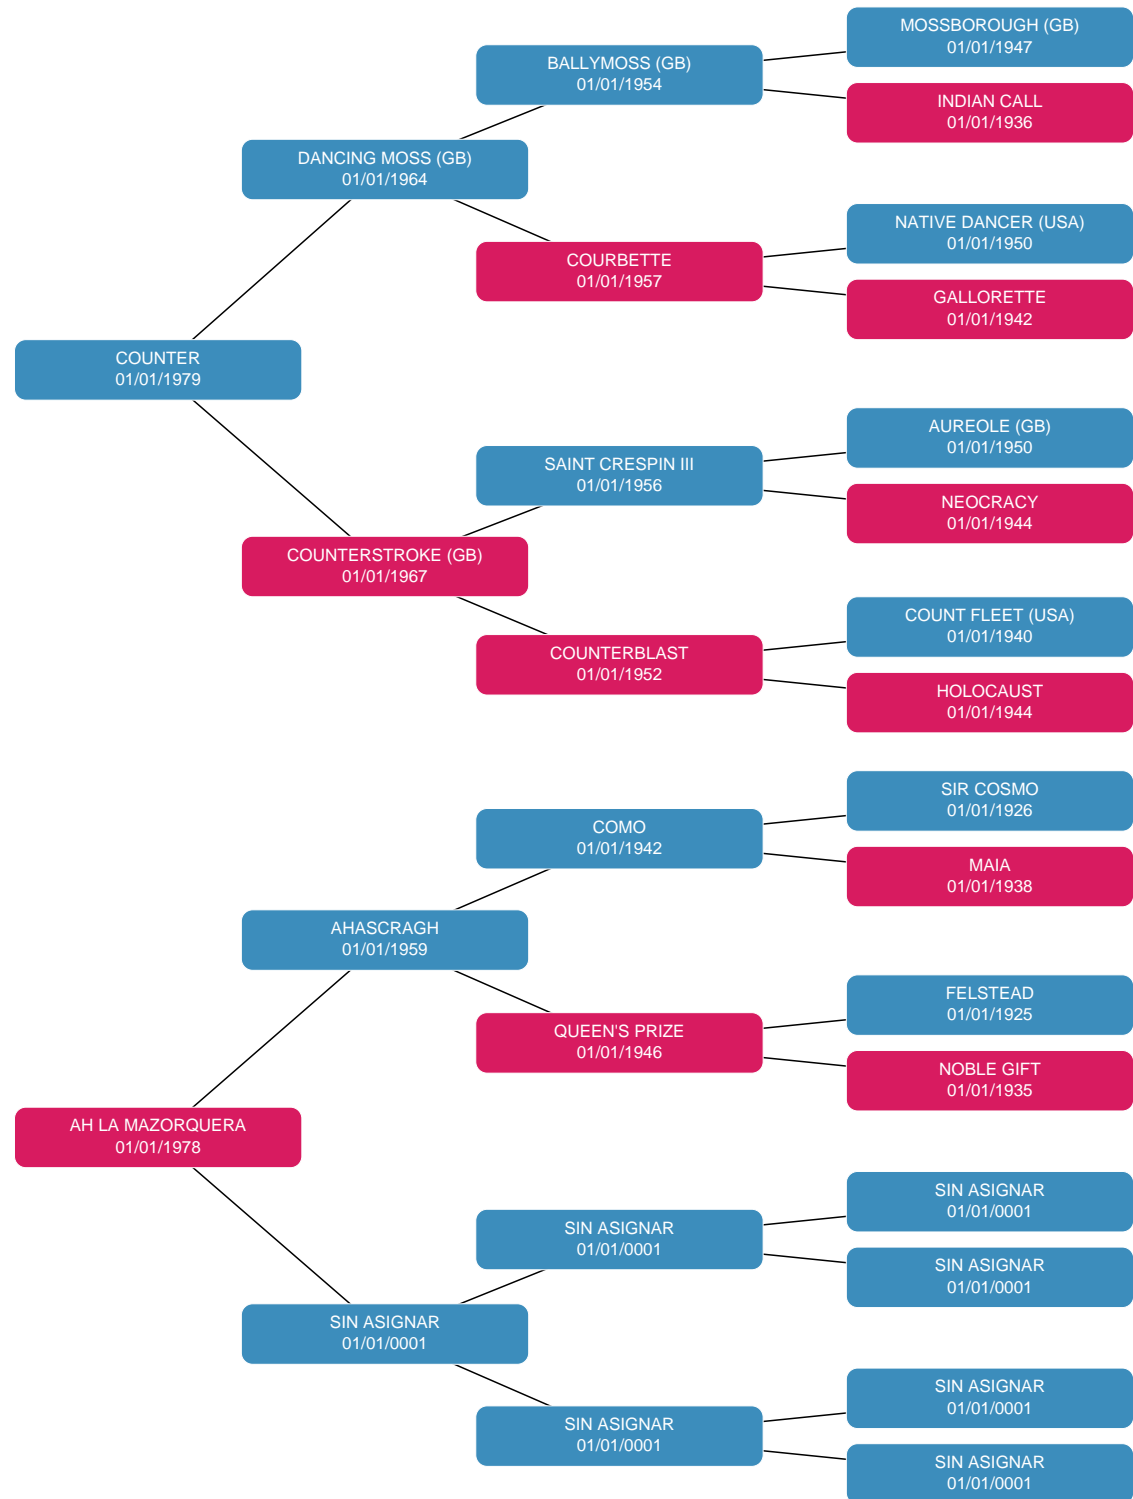 MOSSBOROUGH (GB)
01/01/1947
BALLYMOSS (GB)
01/01/1954
INDIAN CALL
01/01/1936
DANCING MOSS (GB)
01/01/1964
NATIVE DANCER (USA)
01/01/1950
COURBETTE
01/01/1957
GALLORETTE
01/01/1942
COUNTER
01/01/1979
AUREOLE (GB)
01/01/1950
SAINT CRESPIN III
01/01/1956
NEOCRACY
01/01/1944
COUNTERSTROKE (GB)
01/01/1967
COUNT FLEET (USA)
01/01/1940
COUNTERBLAST
01/01/1952
HOLOCAUST
01/01/1944
SIR COSMO
01/01/1926
COMO
01/01/1942
MAIA
01/01/1938
AHASCRAGH
01/01/1959
FELSTEAD
01/01/1925
QUEEN'S PRIZE
01/01/1946
NOBLE GIFT
01/01/1935
AH LA MAZORQUERA
01/01/1978
SIN ASIGNAR
01/01/0001
SIN ASIGNAR
01/01/0001
SIN ASIGNAR
01/01/0001
SIN ASIGNAR
01/01/0001
SIN ASIGNAR
01/01/0001
SIN ASIGNAR
01/01/0001
SIN ASIGNAR
01/01/0001